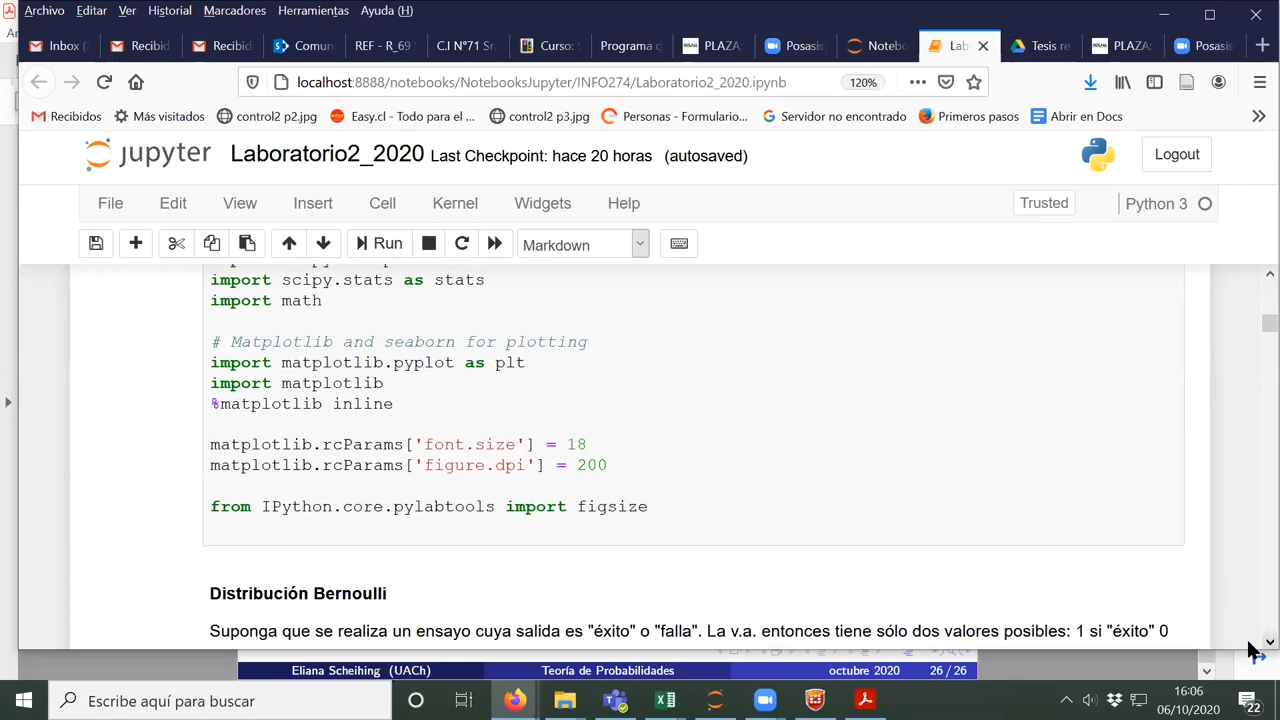 Archivo Editar Ver Historial Marcadores Herramientas Ayuda (H)
Inbox ( Recibid Recibid Comun REF - R_69 CJ N°71 Sr. Curso: Programa c PLAZA: Posasis Notebo Lab Tesis re PLAZA: Posasis
localhost:8888/notebooks/NotebooksJupyter/INFO274/Laboratorio2_2020.ipynb 120%
Recibidos Más visitados control2 p2.jpg Easy.cl - Todo para el ... control2 p3.jpg Personas - Formulario... Servidor no encontrado Primeros pasos Abrir en Docs
jupyter Laboratorio2_2020 Last Checkpoint: hace 20 horas (autosaved) Logout
File Edit View Insert Cell Kernel Widgets Help Trusted Python 3
Run Markdown
import scipy.stats as stats
import math
# Matplotlib and seaborn for plotting
import matplotlib.pyplot as plt
import matplotlib
%matplotlib inline
matplotlib.rcParams['font.size'] = 18
matplotlib.rcParams['figure.dpi'] = 200
from IPython.core.pylabtools import figsize
Distribución Bernoulli
Suponga que se realiza un ensayo cuya salida es "éxito" o "falla". La v.a. entonces tiene sólo dos valores posibles: 1 si "éxito" 0
Eliana Scheihing (UACh) Teoría de Probabilidades octubre 2020 26 / 26
Escribe aquí para buscar
16:06
06/10/2020
22